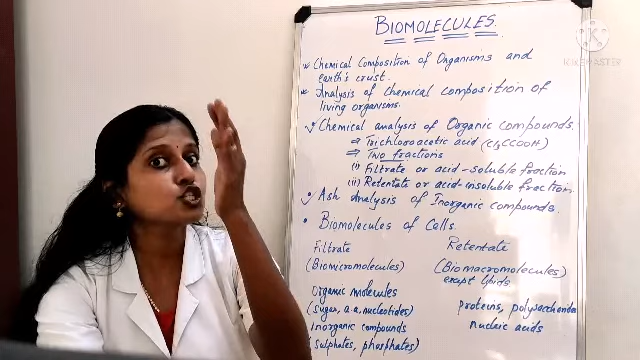 BIOMOLECULES.
* Chemical Composition of Organisms and
earth's crust.
* Analysis of Chemical composition of
living organisms.
✓ Chemical analysis of Organic compounds.
⇒ Trichloroacetic acid (Cl3CCOOH)
⇒ Two fractions
(i) Filtrate or acid-soluble fraction
(ii) Retentate or acid-insoluble fraction.
✓ Ash Analysis of Inorganic compounds.
• Biomolecules of Cells.
Filtrate Retentate
(Biomicromolecules) (Biomacromolecules)
except lipids
Organic molecules
(sugar, a.a, nucleotides) proteins, polysaccharides
Inorganic compounds nucleic acids
(sulphates, phosphates)
KINEMASTER